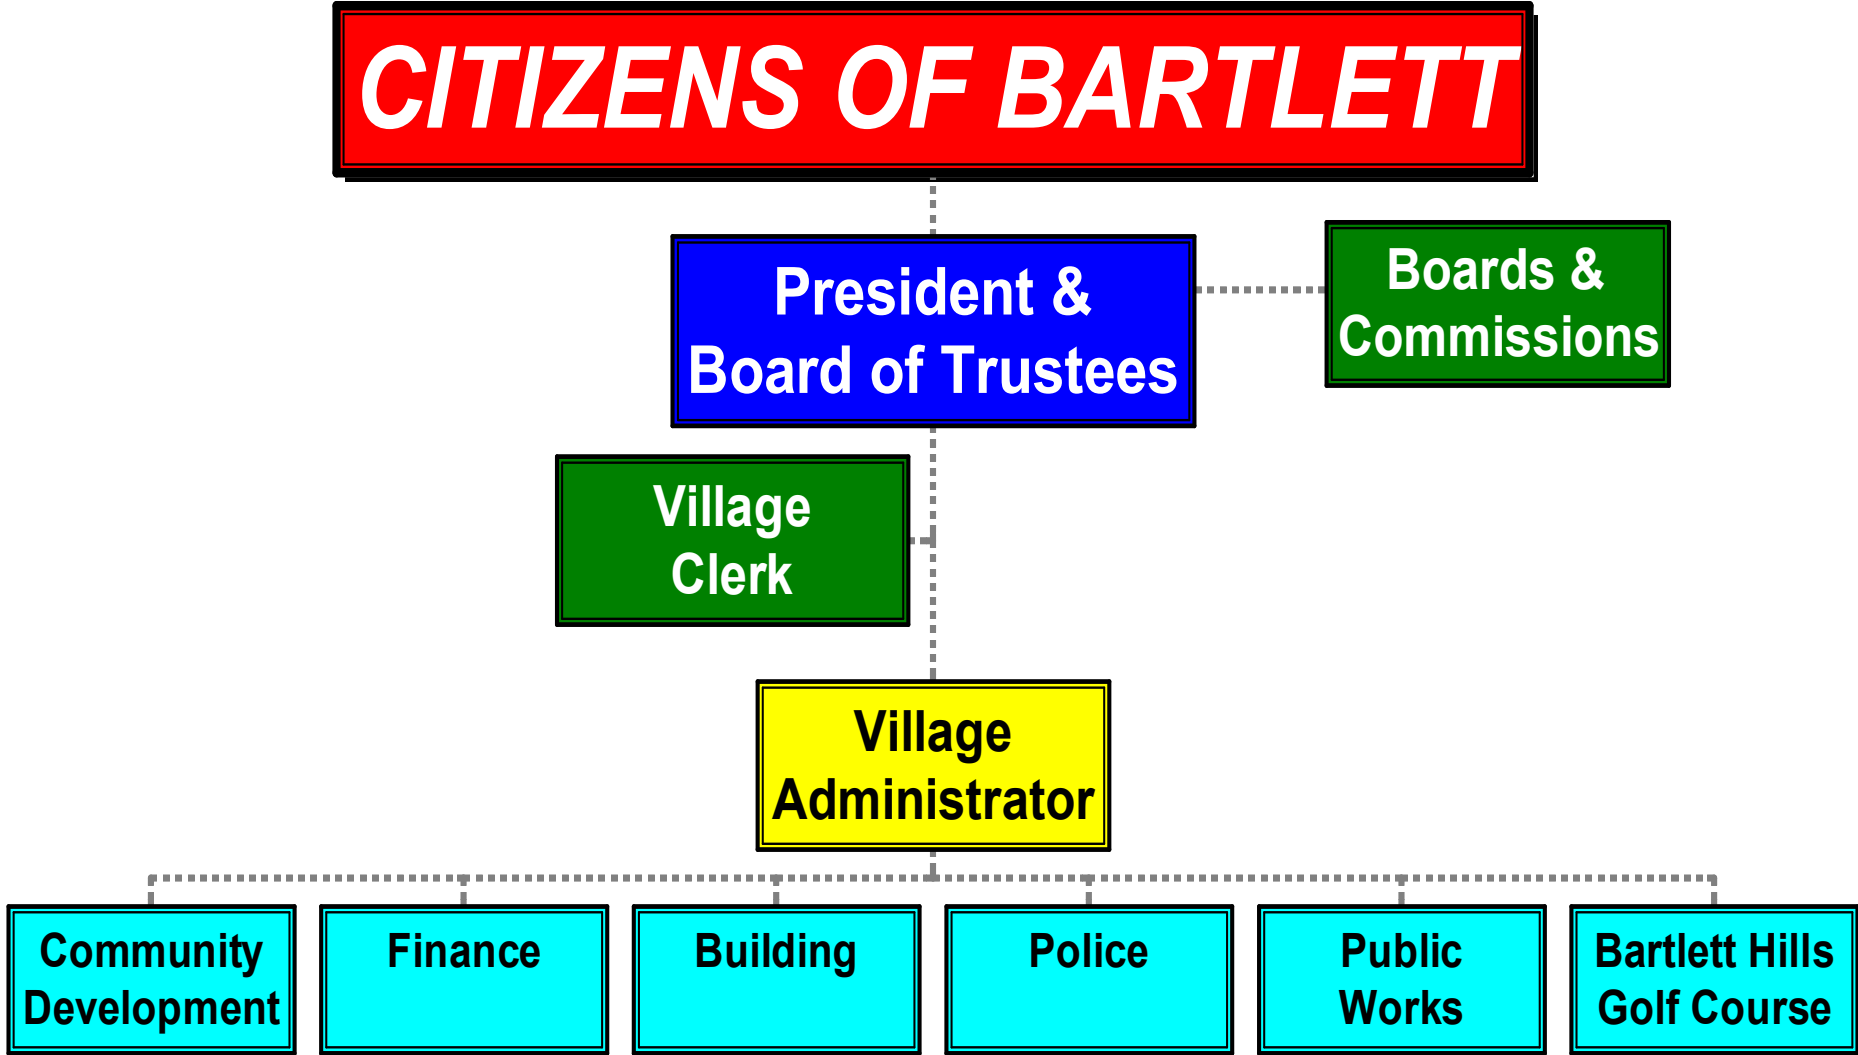 CITIZENS OF BARTLETT
President &
Board of Trustees
Boards &
Commissions
Village
Clerk
Village
Administrator
Community
Development
Finance
Building
Police
Public
Works
Bartlett Hills
Golf Course